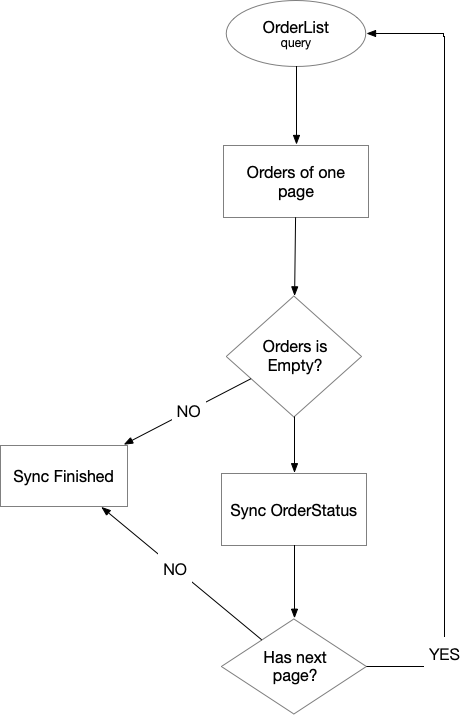 OrderList
query
Orders of one
page
Orders is
Empty?
NO
Sync Finished
Sync OrderStatus
NO
Has next
page?
YES